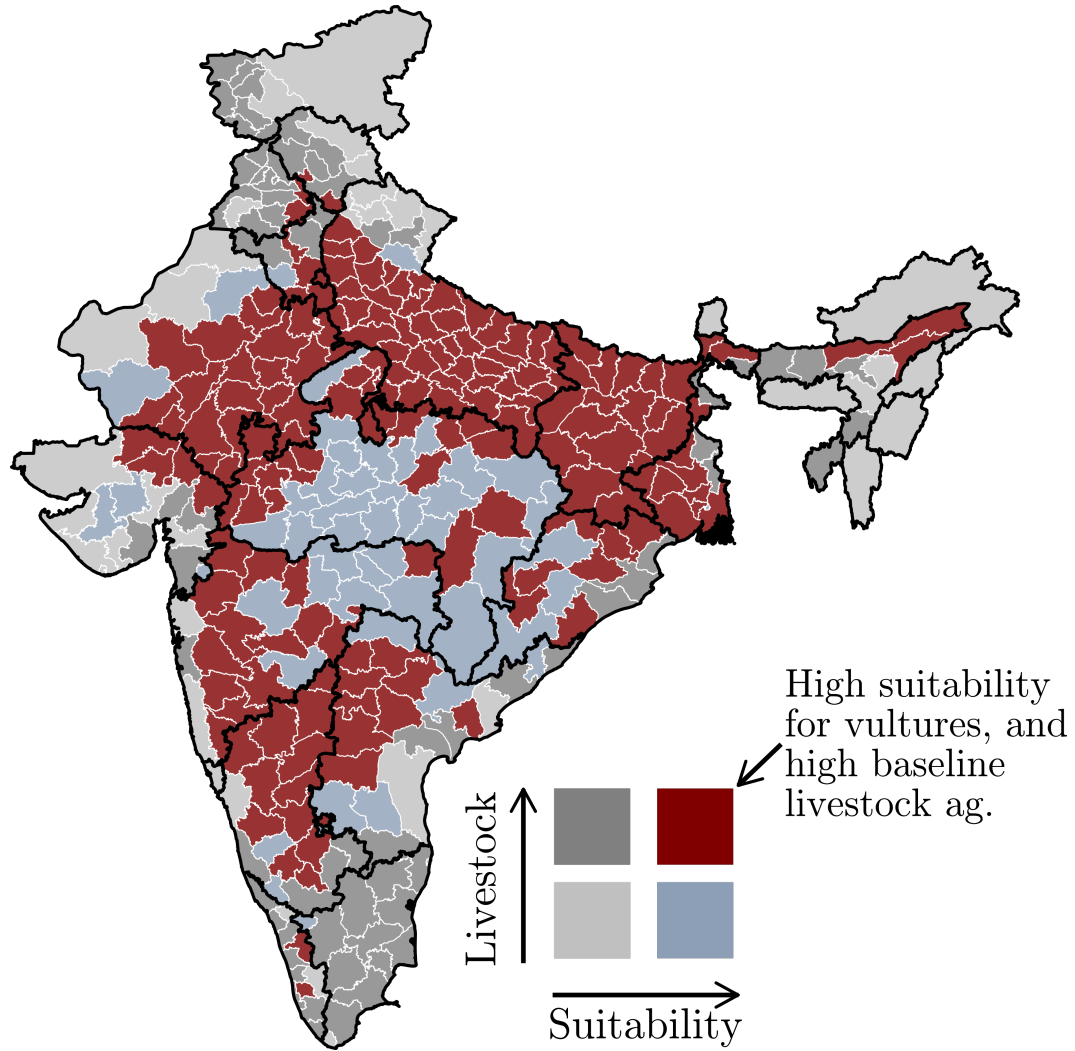 High suitability
for vultures, and
high baseline
livestock ag.
Livestock
Suitability